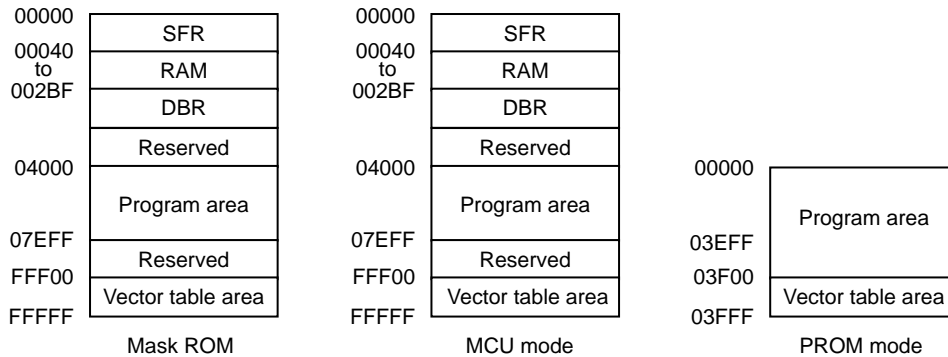 00000
SFR
00040
to
002BF
RAM
DBR
Reserved
04000
Program area
07EFF
Reserved
FFF00
Vector table area
FFFFF
Mask ROM
00000
SFR
00040
to
002BF
RAM
DBR
Reserved
04000
Program area
07EFF
Reserved
FFF00
Vector table area
FFFFF
MCU mode
00000
Program area
03EFF
03F00
Vector table area
03FFF
PROM mode